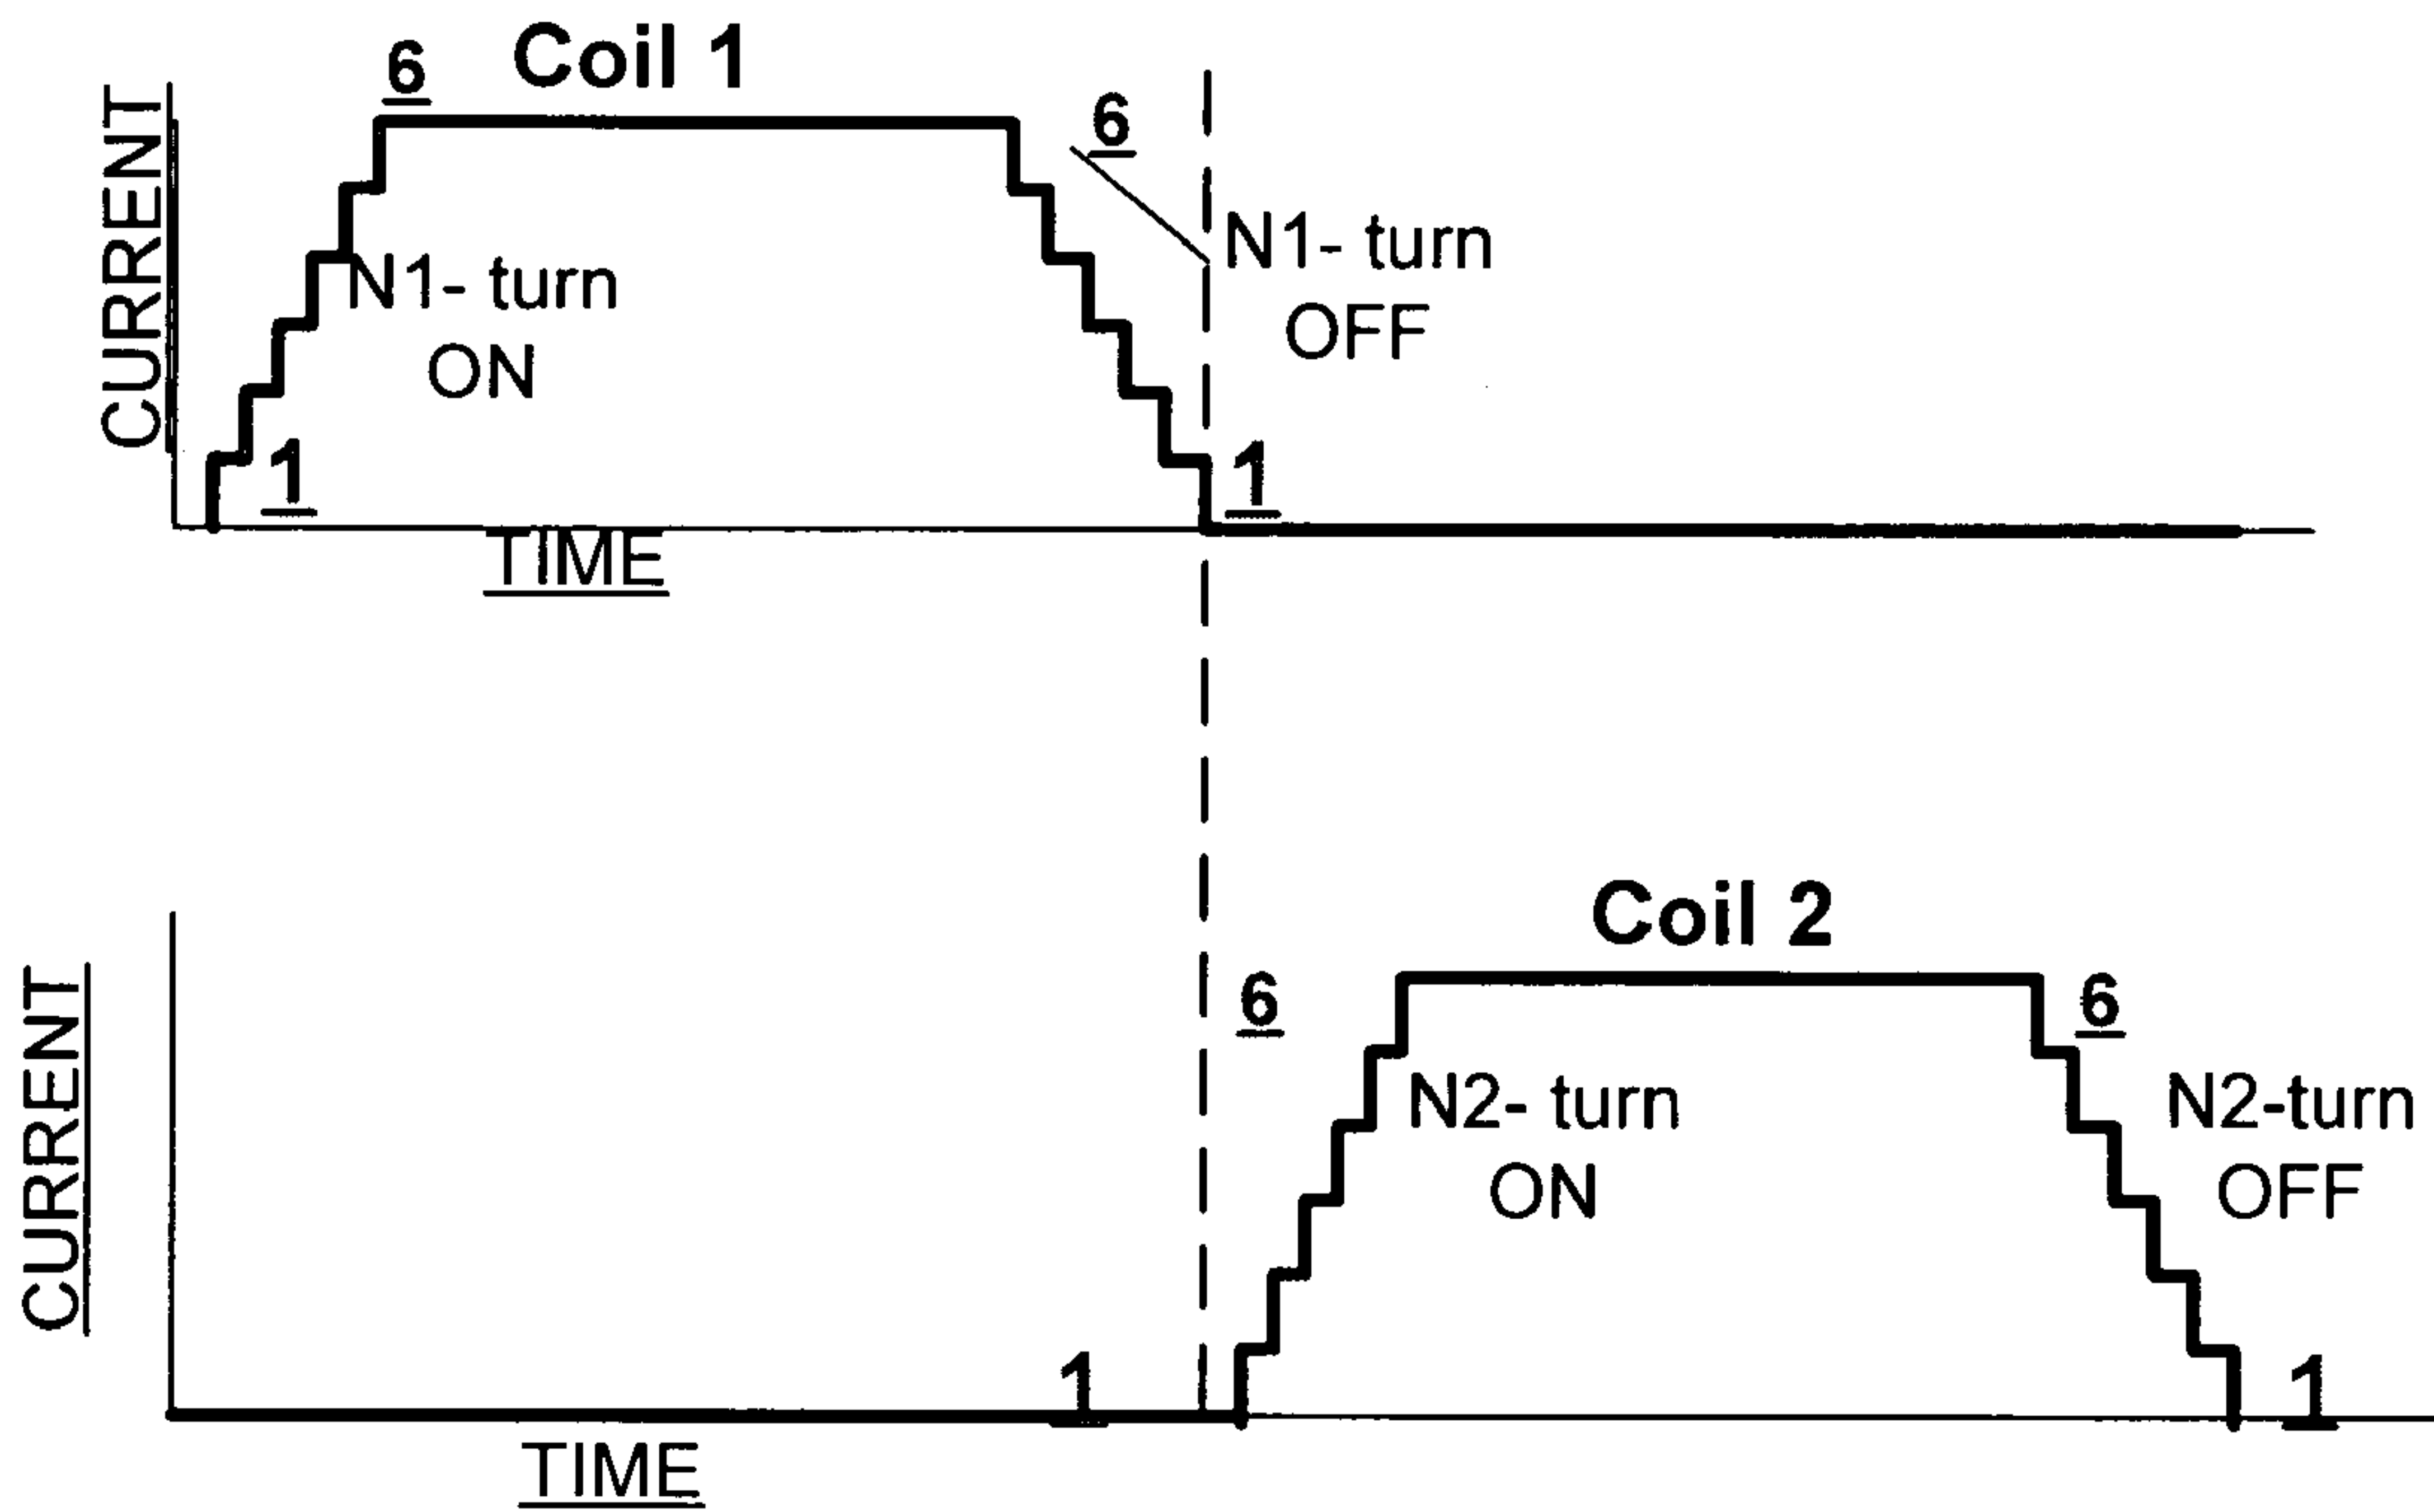 6
Coil 1
6
CURRENT
N1- turn
ON
N1- turn
OFF
1
1
TIME
Coil 2
6
6
CURRENT
N2- turn
ON
N2-turn
OFF
1
1
TIME